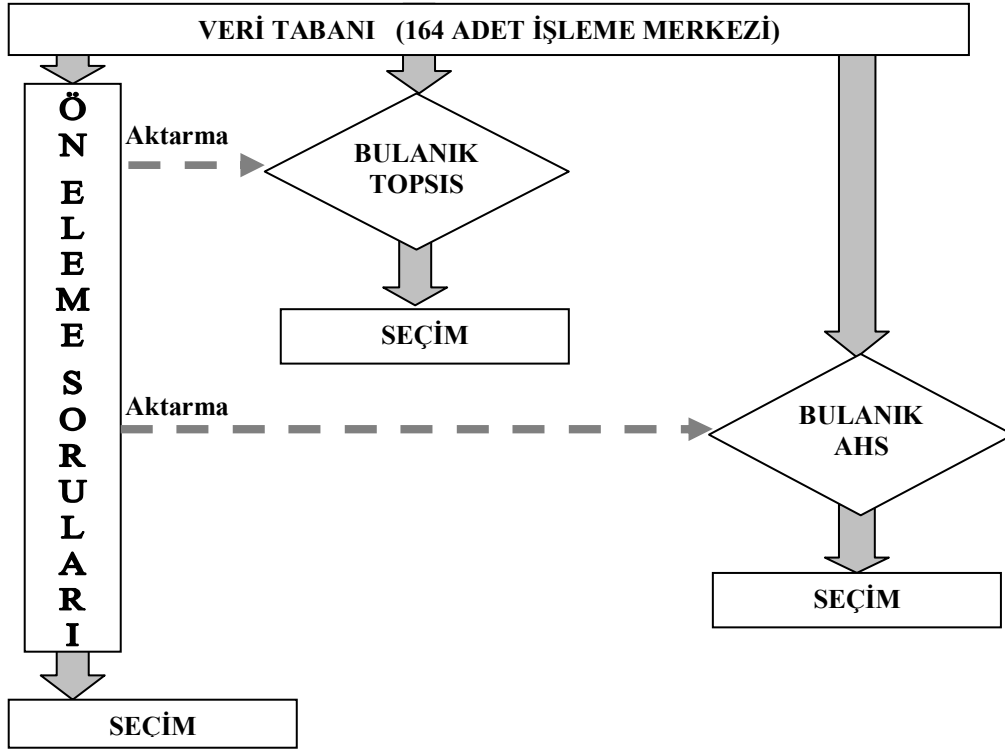 VERİ TABANI (164 ADET İŞLEME MERKEZİ)
ÖN ELEME SORULARI
Aktarma
BULANIK
TOPSIS
SEÇİM
Aktarma
BULANIK
AHS
SEÇİM
SEÇİM